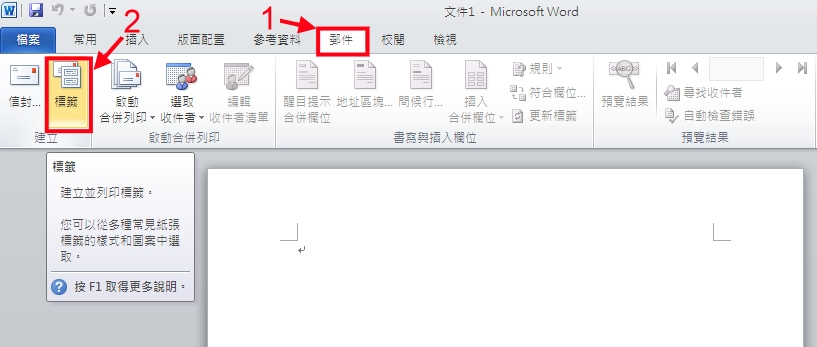 文件1 - Microsoft Word
2
1
檔案 常用 插入 版面配置 參考資料 郵件 校閱 檢視
信封... 標籤
建立
啟動
合併列印
選取
收件者
編輯
收件者清單
啟動合併列印
醒目提示
合併欄位
地址區塊...
問候行...
插入
合併欄位
規則
符合欄位...
更新標籤
書寫與插入欄位
ABC
預覽結果
尋找收件者
自動檢查錯誤
預覽結果
標籤
建立並列印標籤。
您可以從多種常見紙張
標籤的樣式和圖案中選
取。
按 F1 取得更多說明。